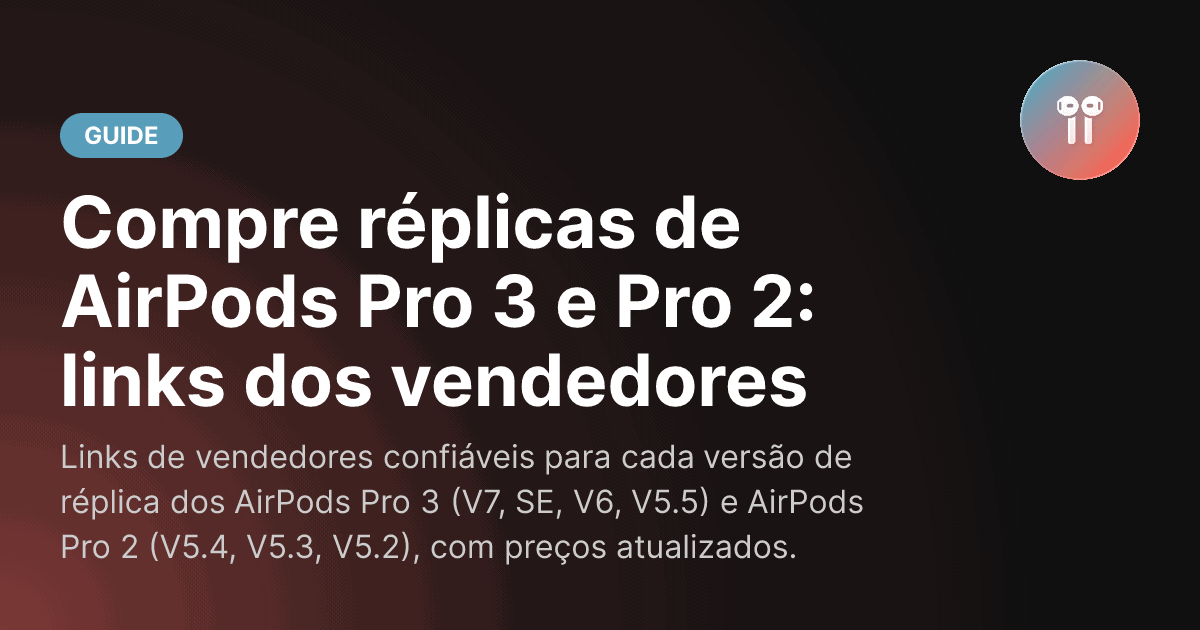 GUIDE
Compre réplicas de
AirPods Pro 3 e Pro 2:
links dos vendedores
Links de vendedores confiáveis para cada versão de
réplica dos AirPods Pro 3 (V7, SE, V6, V5.5) e AirPods
Pro 2 (V5.4, V5.3, V5.2), com preços atualizados.